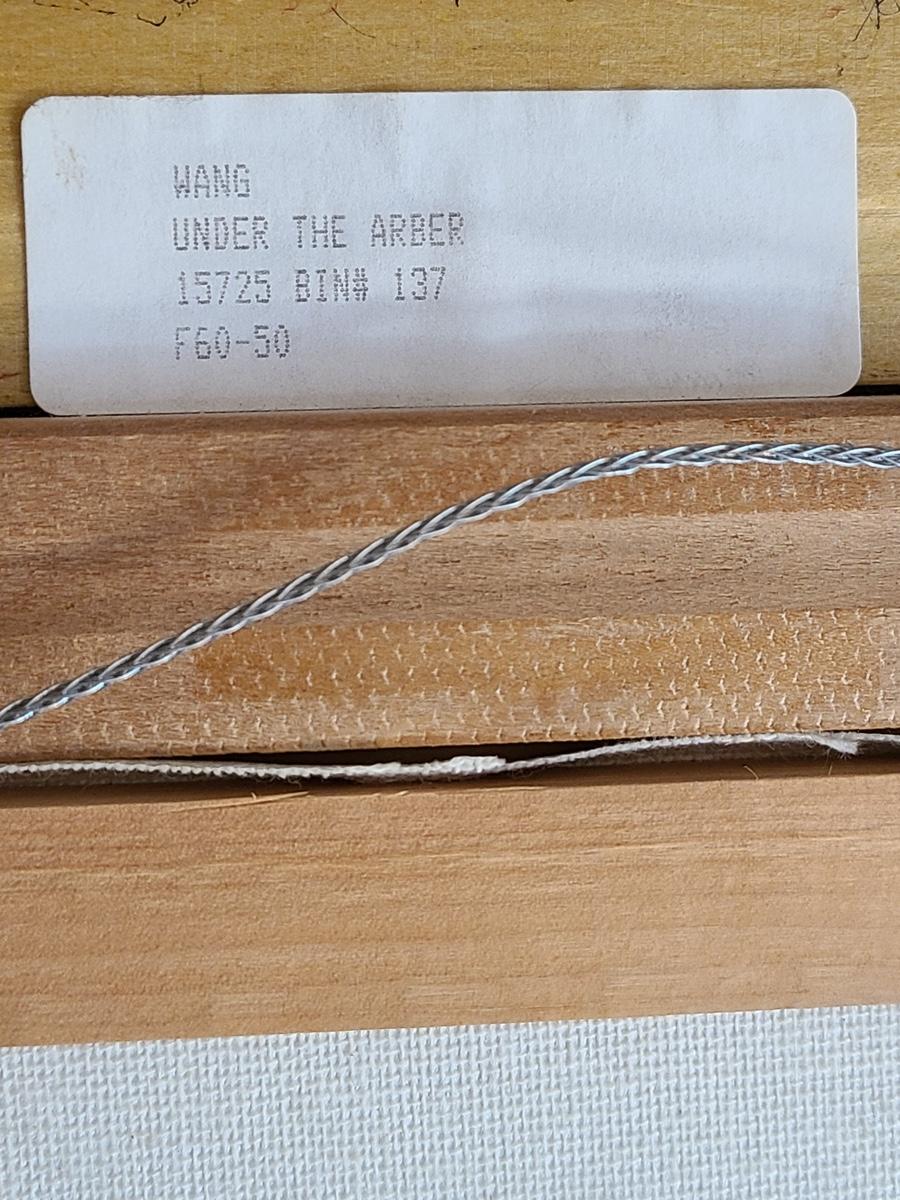 WANG
UNDER THE ARBER
15725 BIN# 137
F60-50